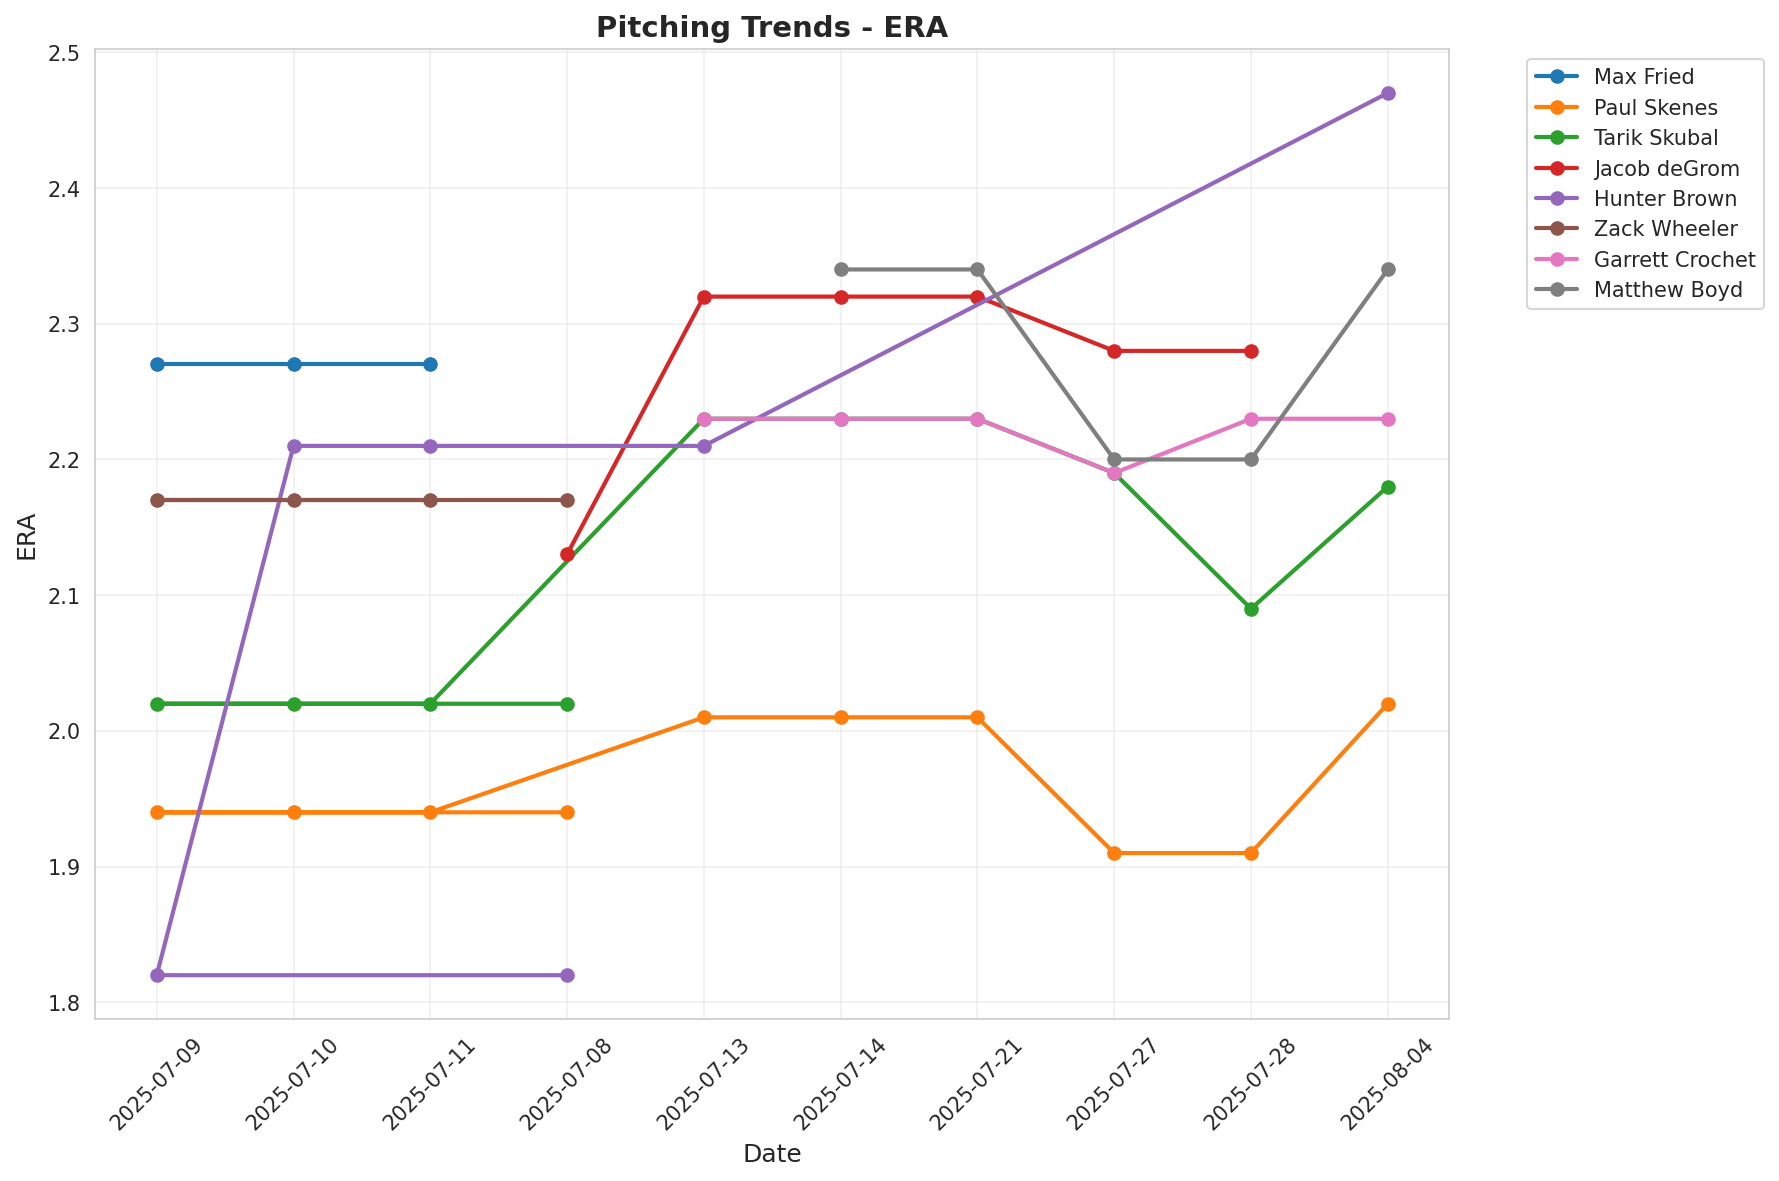 Pitching Trends - ERA
2.5
2.4
2.3
2.2
2.1
2.0
1.9
1.8
ERA
2025-07-09
2025-07-10
2025-07-11
2025-07-08
2025-07-13
2025-07-14
2025-07-21
2025-07-27
2025-07-28
2025-08-04
Date
Max Fried
Paul Skenes
Tarik Skubal
Jacob deGrom
Hunter Brown
Zack Wheeler
Garrett Crochet
Matthew Boyd